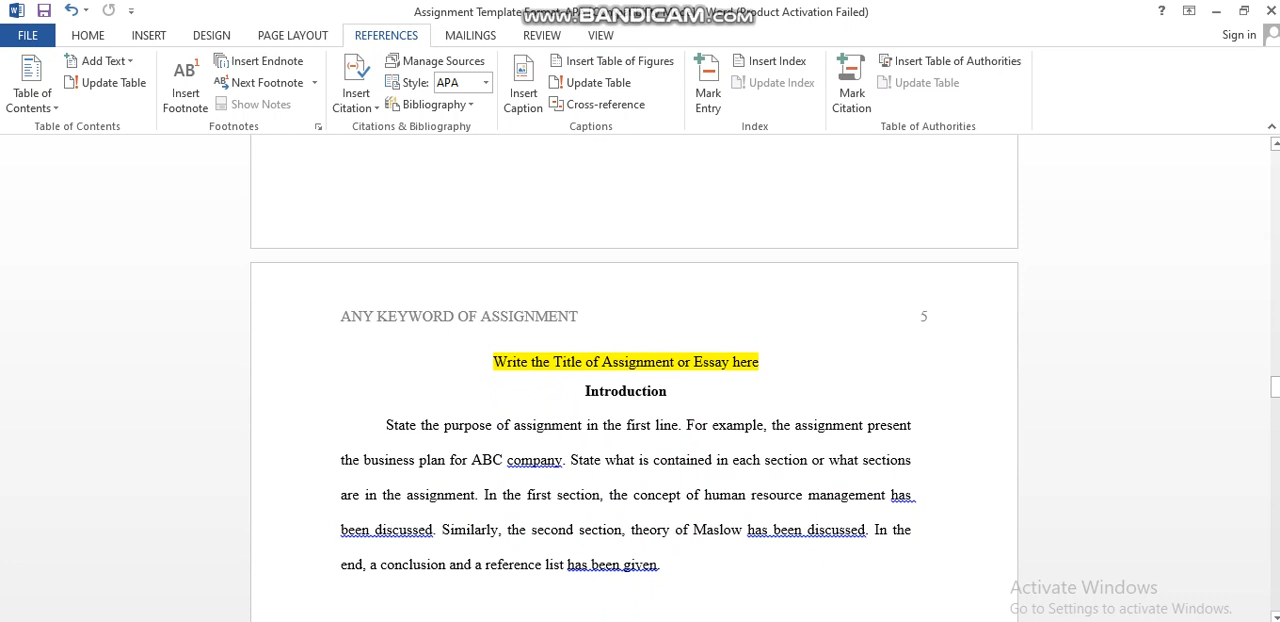 Assignment Template Format AP
www.BANDICAM.com
Word (Product Activation Failed)
FILE HOME INSERT DESIGN PAGE LAYOUT REFERENCES MAILINGS REVIEW VIEW Sign in
Table of Contents
Add Text
Update Table
Table of Contents
AB1 Insert Footnote
Insert Endnote
AB1 Next Footnote
Show Notes
Footnotes
Insert Citation
Manage Sources
Style: APA
Bibliography
Citations & Bibliography
Insert Caption
Insert Table of Figures
Update Table
Cross-reference
Captions
Mark Entry
Insert Index
Update Index
Index
Mark Citation
Insert Table of Authorities
Update Table
Table of Authorities
ANY KEYWORD OF ASSIGNMENT 5
Write the Title of Assignment or Essay here
Introduction
State the purpose of assignment in the first line. For example, the assignment present
the business plan for ABC company. State what is contained in each section or what sections
are in the assignment. In the first section, the concept of human resource management has
been discussed. Similarly, the second section, theory of Maslow has been discussed. In the
end, a conclusion and a reference list has been given.
Activate Windows
Go to Settings to activate Windows.